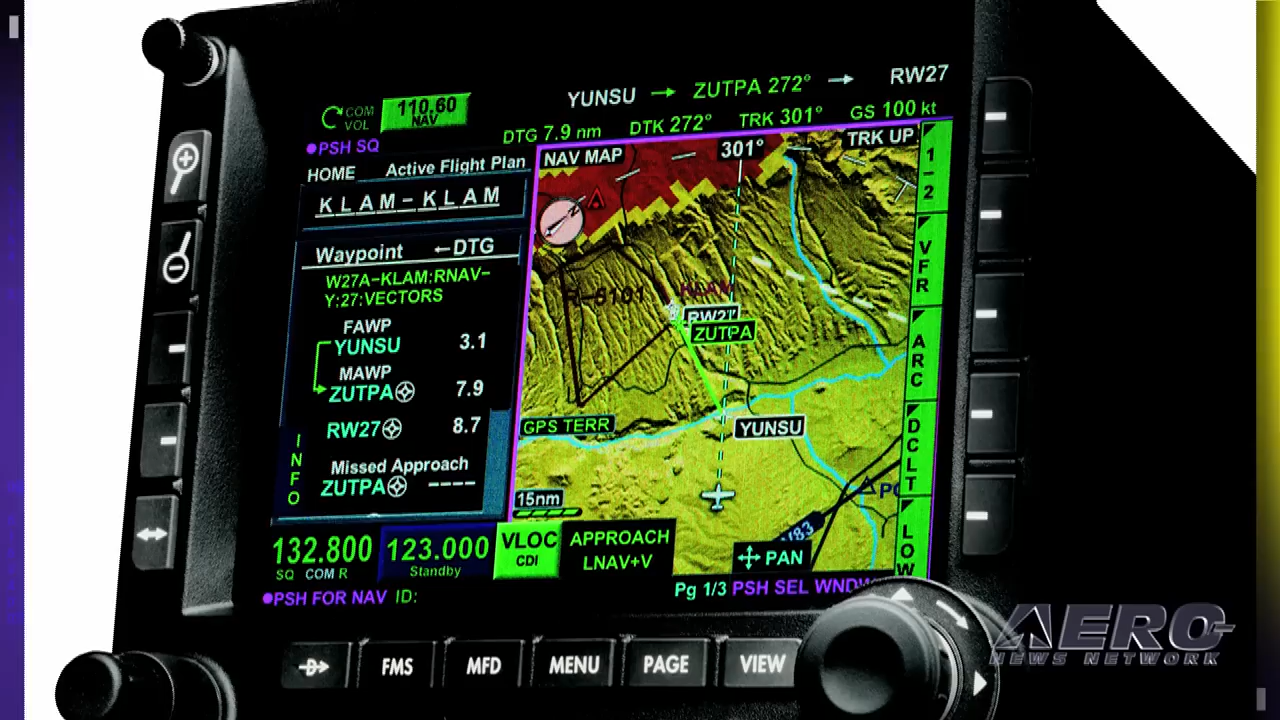 YUNSU → ZUTPA 272° → RW27
COM VOL
110.60
NAV
PSH SQ
DTG 7.9 nm DTK 272° TRK 301° GS 100 kt
HOME Active Flight Plan
KLAM-KLAM
Waypoint ←DTG
W27A-KLAM:RNAV-
Y:27:VECTORS
FAWP
YUNSU 3.1
MAWP
ZUTPA 7.9
RW27 8.7
Missed Approach
ZUTPA ----
INFO
NAV MAP
301°
TRK UP
N
R-5101
KLAM
RW27
ZUTPA
GPS TERR
YUNSU
15nm
V83
PAN
1-2
VFR
ARC
DCLT
LOW
132.800
SQ COM R
123.000
Standby
VLOC
CDI
APPROACH
LNAV+V
PSH FOR NAV ID:
Pg 1/3 PSH SEL
D FMS MFD MENU PAGE VIEW
AERO
NEWS NETWORK